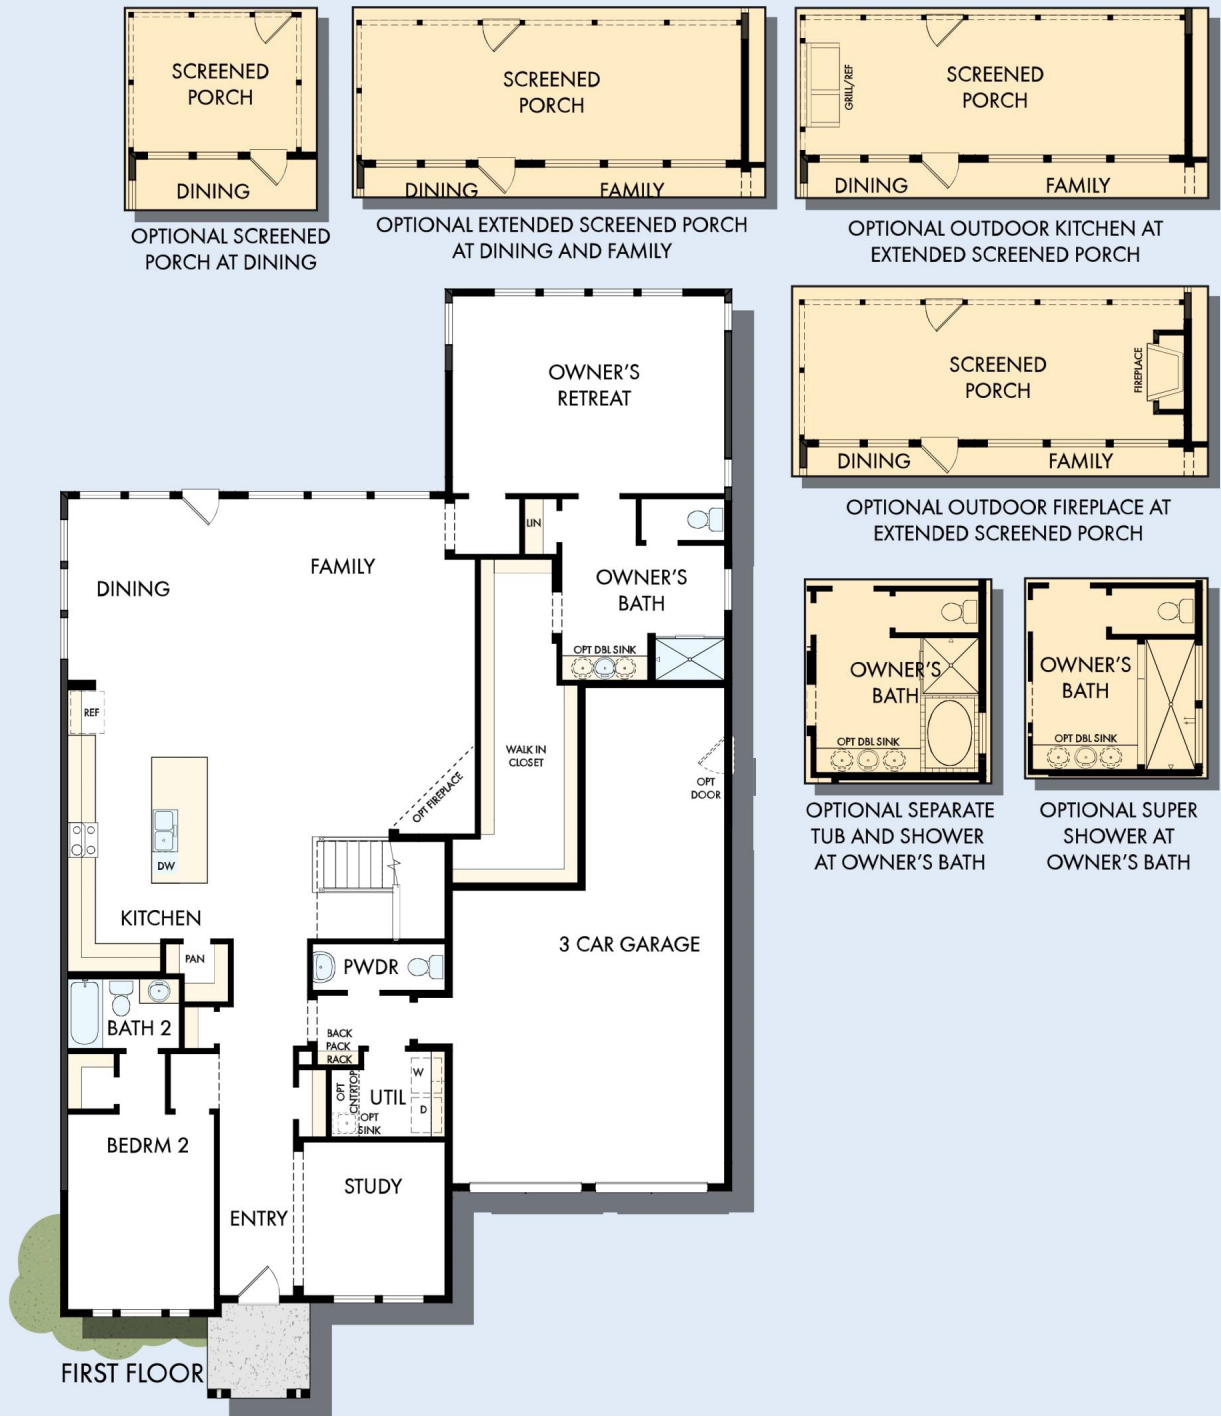 SCREENED
PORCH
DINING
OPTIONAL SCREENED
PORCH AT DINING
SCREENED
PORCH
DINING
FAMILY
OPTIONAL EXTENDED SCREENED PORCH
AT DINING AND FAMILY
GRILL/REF
SCREENED
PORCH
DINING
FAMILY
OPTIONAL OUTDOOR KITCHEN AT
EXTENDED SCREENED PORCH
SCREENED
PORCH
FIREPLACE
DINING
FAMILY
OPTIONAL OUTDOOR FIREPLACE AT
EXTENDED SCREENED PORCH
OWNER'S
RETREAT
LIN
OWNER'S
BATH
OPT DBL SINK
DINING
FAMILY
REF
WALK IN
CLOSET
OPT FIREPLACE
OPT
DOOR
DW
KITCHEN
PAN
3 CAR GARAGE
PWDR
BATH 2
BACK
PACK
RACK
OPT
CNTRTOP
UTIL
W
D
OPT
SINK
BEDRM 2
STUDY
ENTRY
FIRST FLOOR
OWNER'S
BATH
OPT DBL SINK
OPTIONAL SEPARATE
TUB AND SHOWER
AT OWNER'S BATH
OWNER'S
BATH
OPT DBL SINK
OPTIONAL SUPER
SHOWER AT
OWNER'S BATH